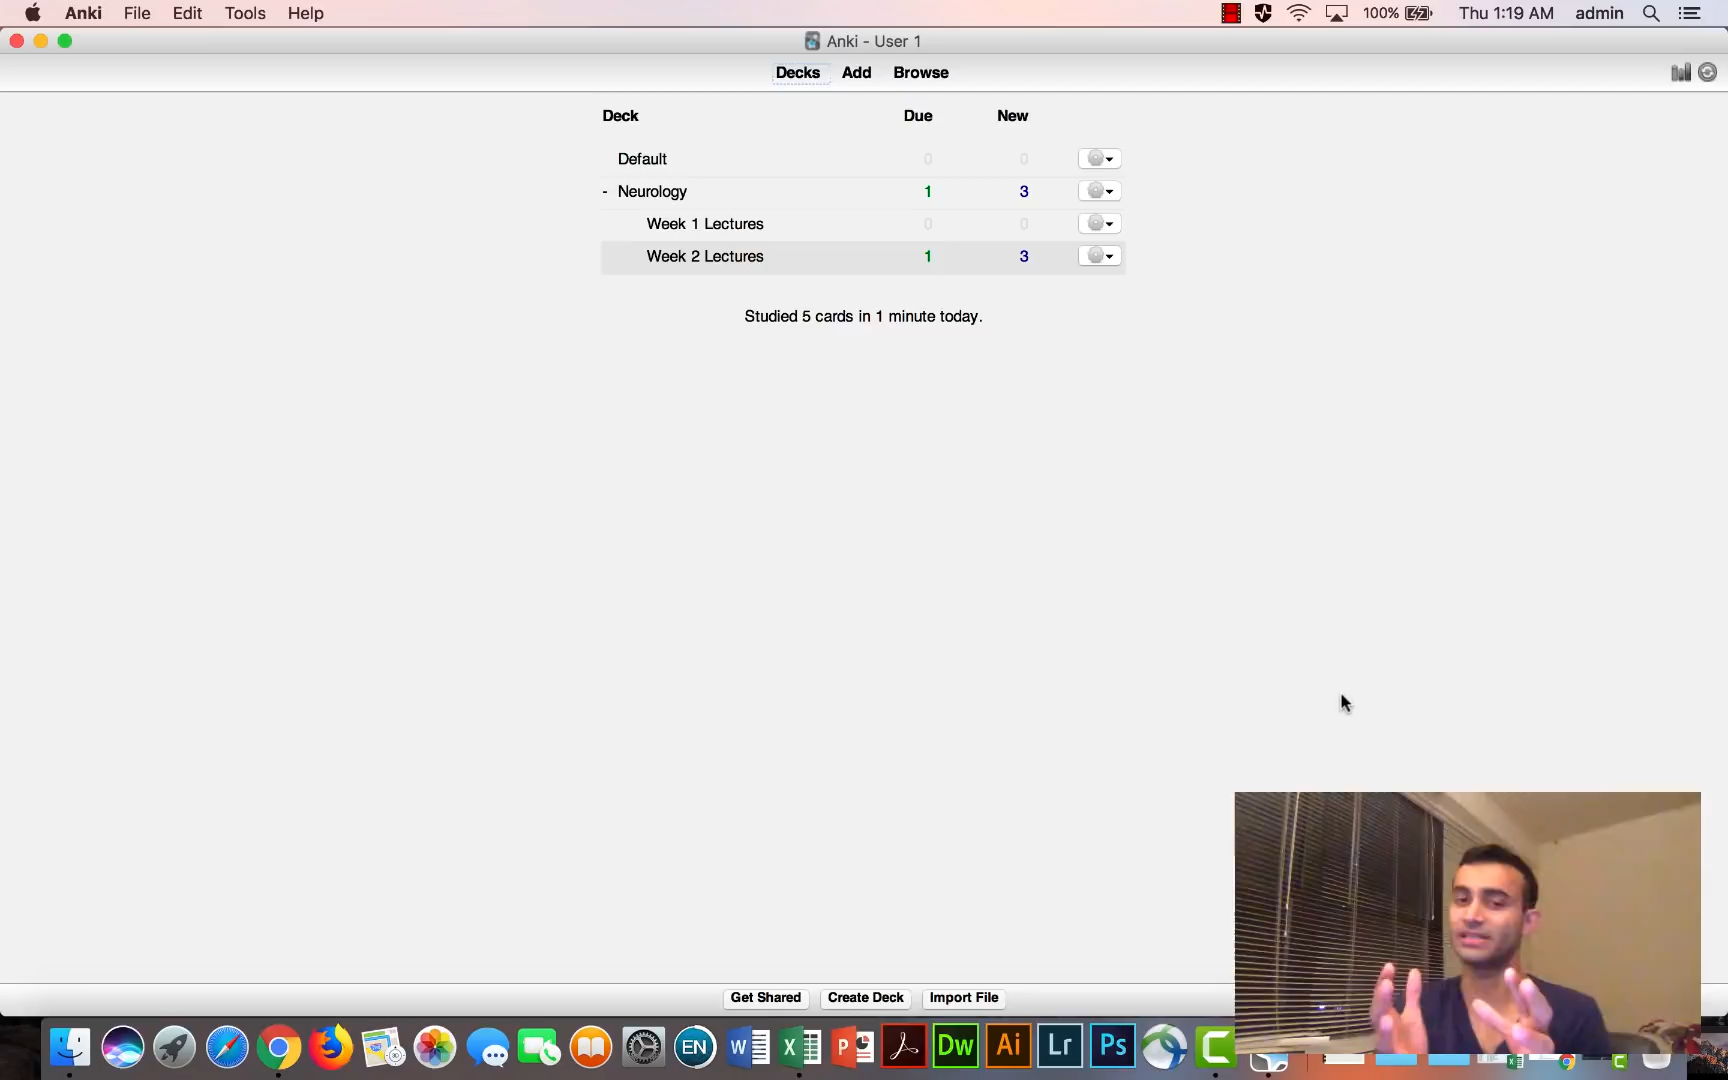 Anki File Edit Tools Help 100% Thu 1:19 AM admin
Anki - User 1
Decks Add Browse
Deck Due New
Default 0 0
- Neurology 1 3
Week 1 Lectures 0 0
Week 2 Lectures 1 3
Studied 5 cards in 1 minute today.
Get Shared Create Deck Import File
EN W X P Dw Ai Lr Ps C